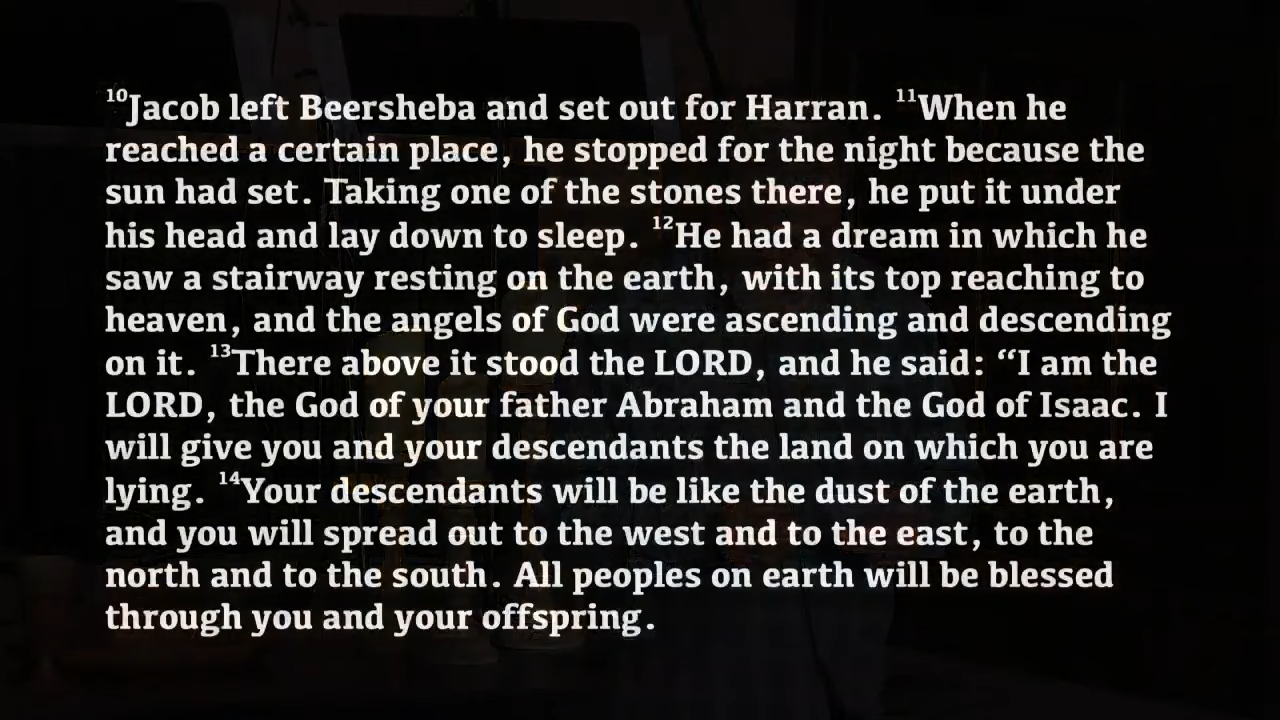 10Jacob left Beersheba and set out for Harran. 11When he
reached a certain place, he stopped for the night because the
sun had set. Taking one of the stones there, he put it under
his head and lay down to sleep. 12He had a dream in which he
saw a stairway resting on the earth, with its top reaching to
heaven, and the angels of God were ascending and descending
on it. 13There above it stood the LORD, and he said: “I am the
LORD, the God of your father Abraham and the God of Isaac. I
will give you and your descendants the land on which you are
lying. 14Your descendants will be like the dust of the earth,
and you will spread out to the west and to the east, to the
north and to the south. All peoples on earth will be blessed
through you and your offspring.